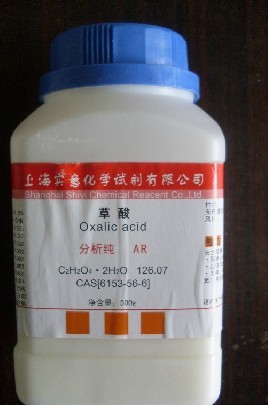 上海实意化学试剂有限公司
Shanghai Shiyi Chemical Reagent Co., Ltd.
草酸
Oxalic acid
分析纯 AR
C₂H₂O₄·2H₂O 126.07
CAS[6153-56-6]
净含量:500g